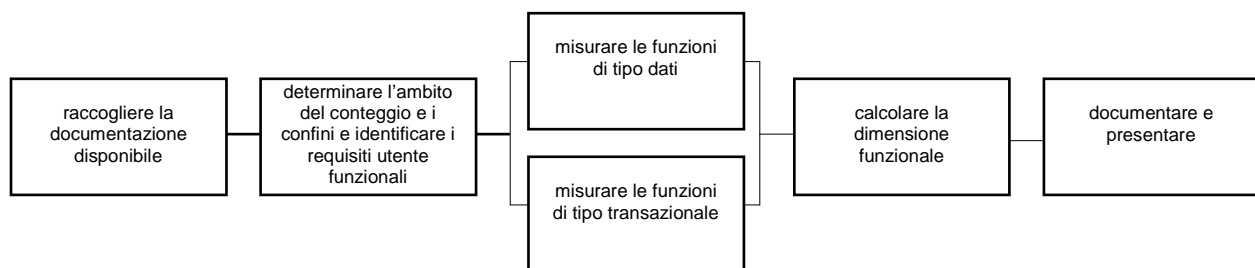 raccogliere la
documentazione
disponibile
determinare l'ambito
del conteggio e i
confini e identificare i
requisiti utente
funzionali
misurare le funzioni
di tipo dati
misurare le funzioni
di tipo transazionale
calcolare la
dimensione
funzionale
documentare e
presentare